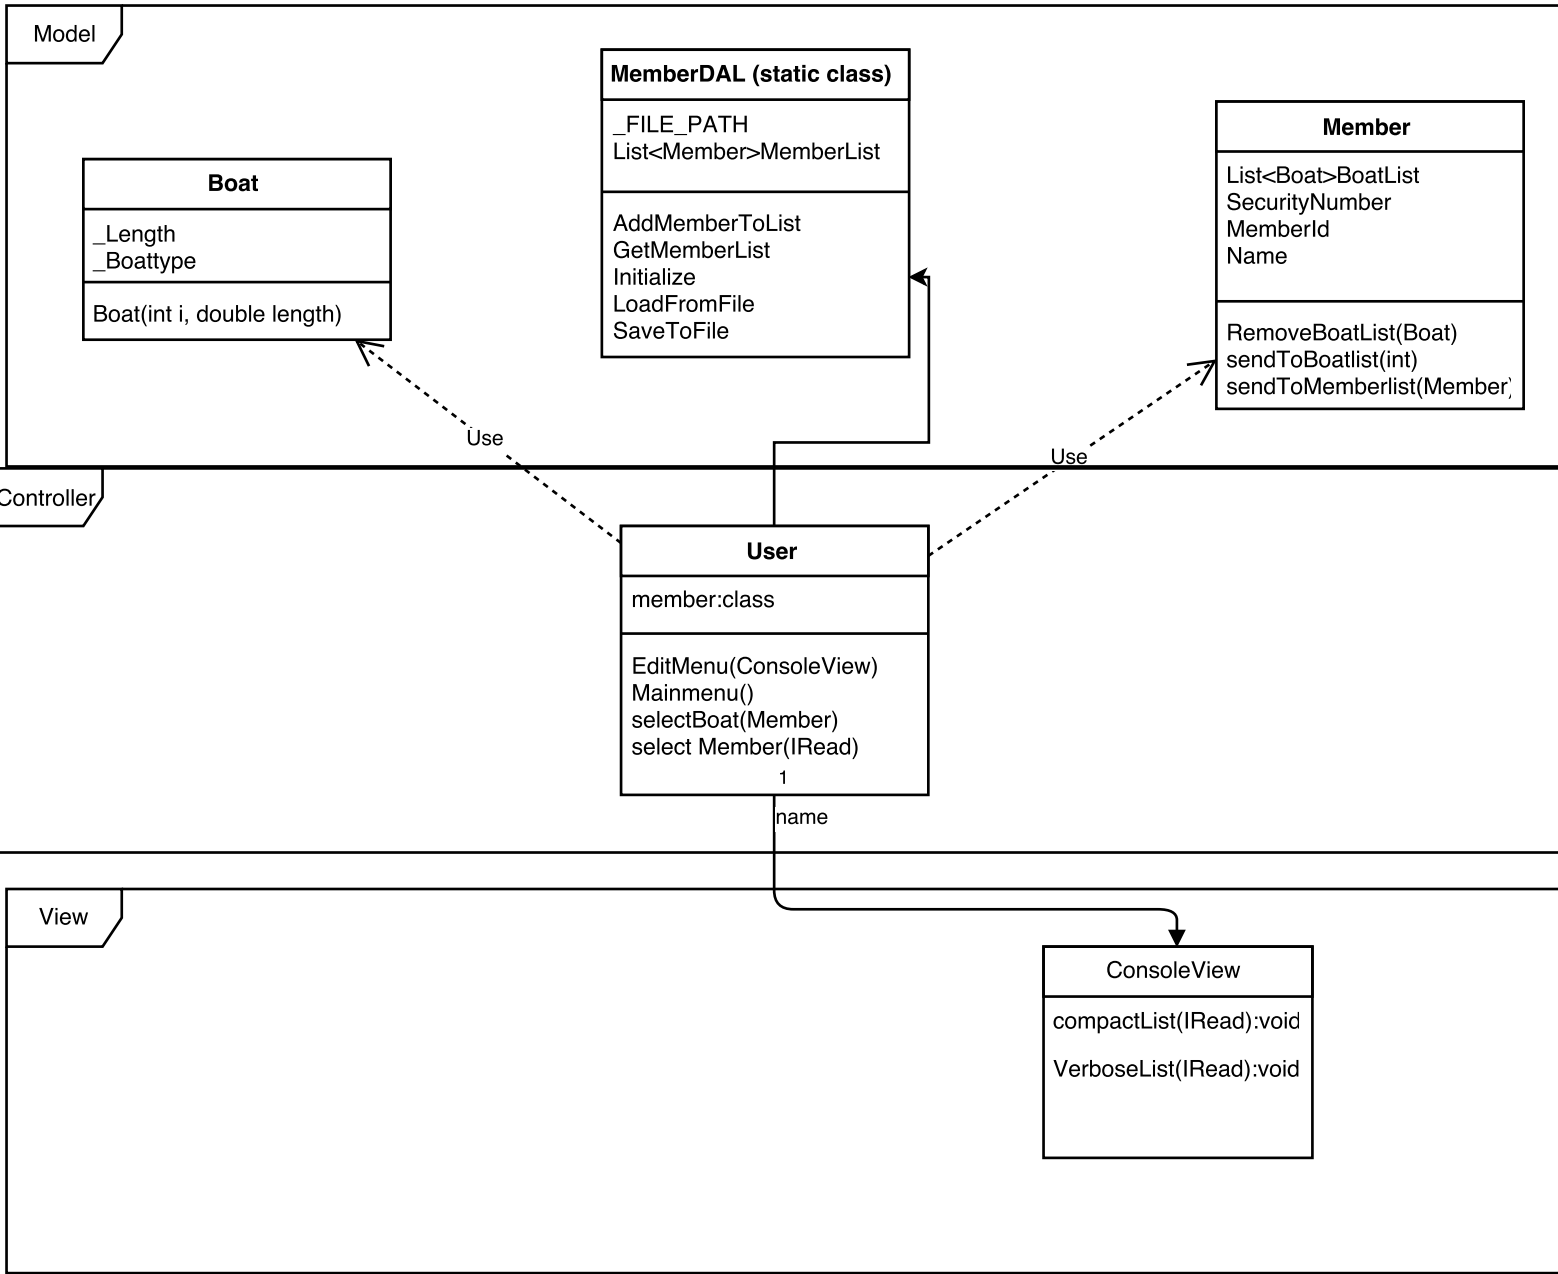 Model
MemberDAL (static class)
_FILE_PATH
List<Member>MemberList
AddMemberToList
GetMemberList
Initialize
LoadFromFile
SaveToFile
Member
List<Boat>BoatList
SecurityNumber
MemberId
Name
RemoveBoatList(Boat)
sendToBoatlist(int)
sendToMemberlist(Member)
Boat
_Length
_Boattype
Boat(int i, double length)
Use
Use
Controller
User
member:class
EditMenu(ConsoleView)
Mainmenu()
selectBoat(Member)
select Member(IRead)
1
name
View
ConsoleView
compactList(IRead):void
VerboseList(IRead):void